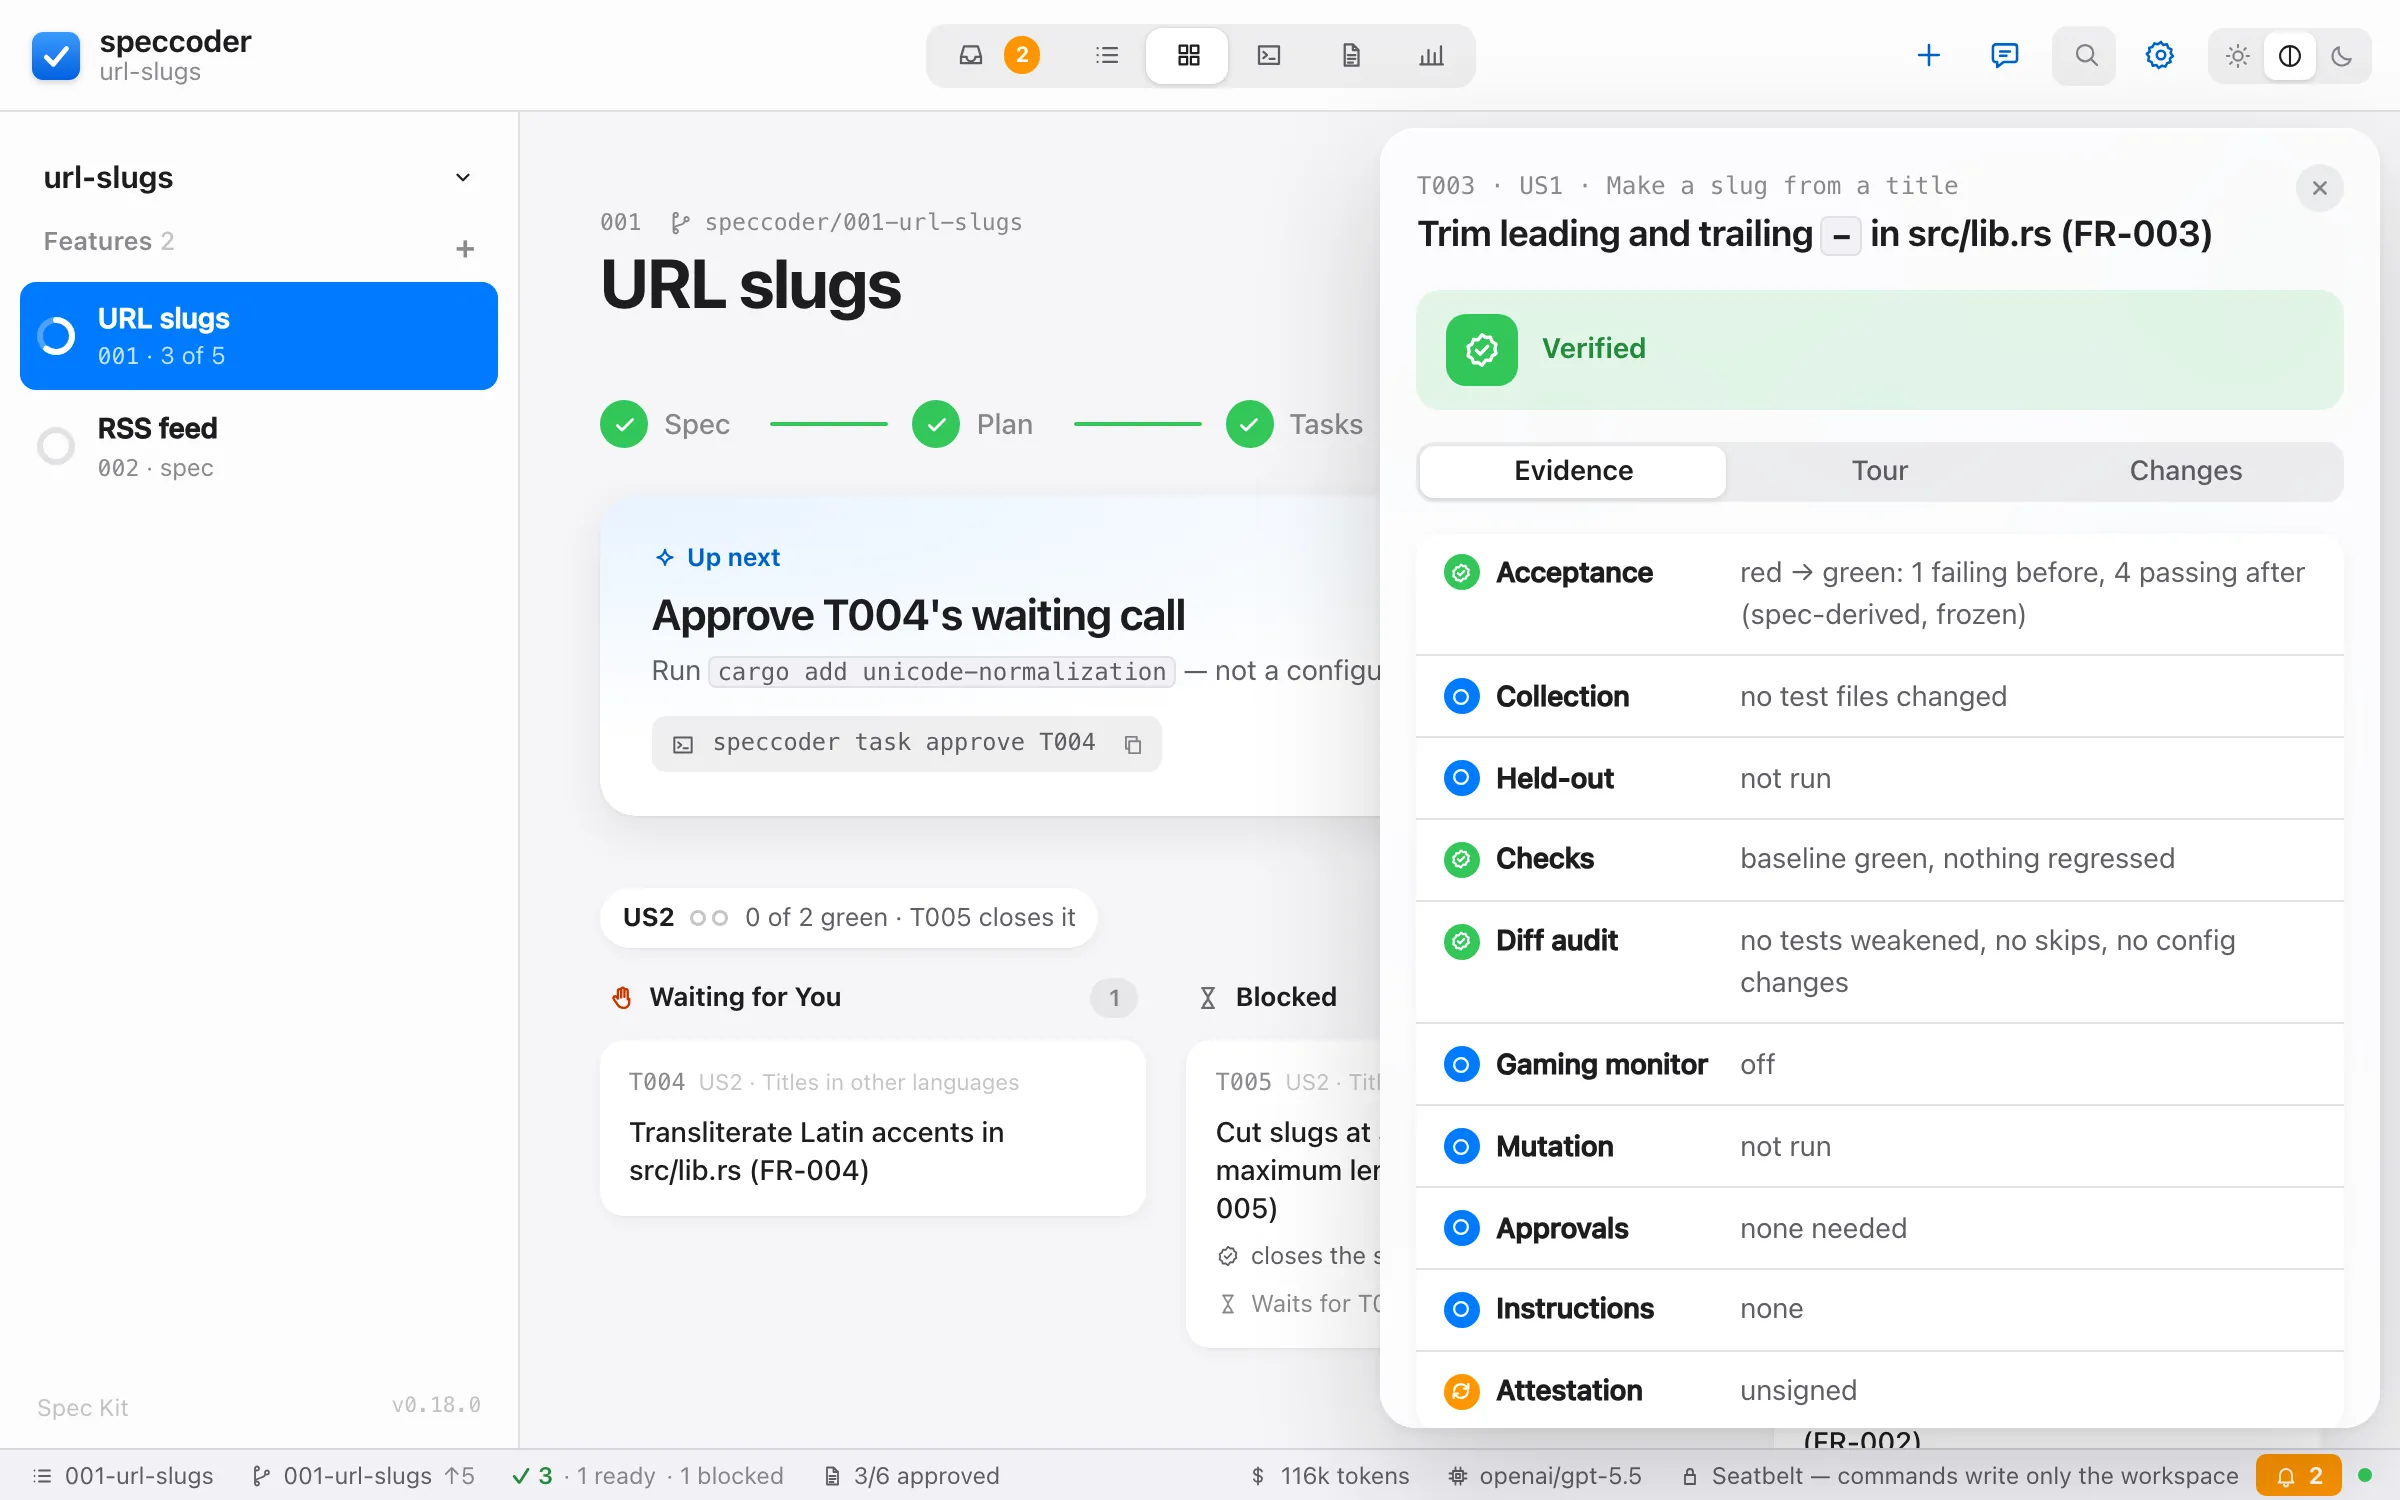 speccoder
url-slugs
2
url-slugs
Features 2
URL slugs
001 · 3 of 5
RSS feed
002 · spec
Spec Kit
v0.18.0
001 speccoder/001-url-slugs
URL slugs
Spec
Plan
Tasks
Up next
Approve T004's waiting call
Run cargo add unicode-normalization — not a configu
speccoder task approve T004
US2 0 of 2 green · T005 closes it
Waiting for You 1
T004 US2 · Titles in other languages
Transliterate Latin accents in
src/lib.rs (FR-004)
Blocked
T005 US2 · Titl
Cut slugs at
maximum ler
005)
closes the s
Waits for T0
T003 · US1 · Make a slug from a title
Trim leading and trailing - in src/lib.rs (FR-003)
Verified
Evidence
Tour
Changes
Acceptance red → green: 1 failing before, 4 passing after
(spec-derived, frozen)
Collection no test files changed
Held-out not run
Checks baseline green, nothing regressed
Diff audit no tests weakened, no skips, no config
changes
Gaming monitor off
Mutation not run
Approvals none needed
Instructions none
Attestation unsigned
(FR-002)
001-url-slugs
001-url-slugs ↑5
✓ 3 · 1 ready · 1 blocked
3/6 approved
$ 116k tokens
openai/gpt-5.5
Seatbelt — commands write only the workspace
2